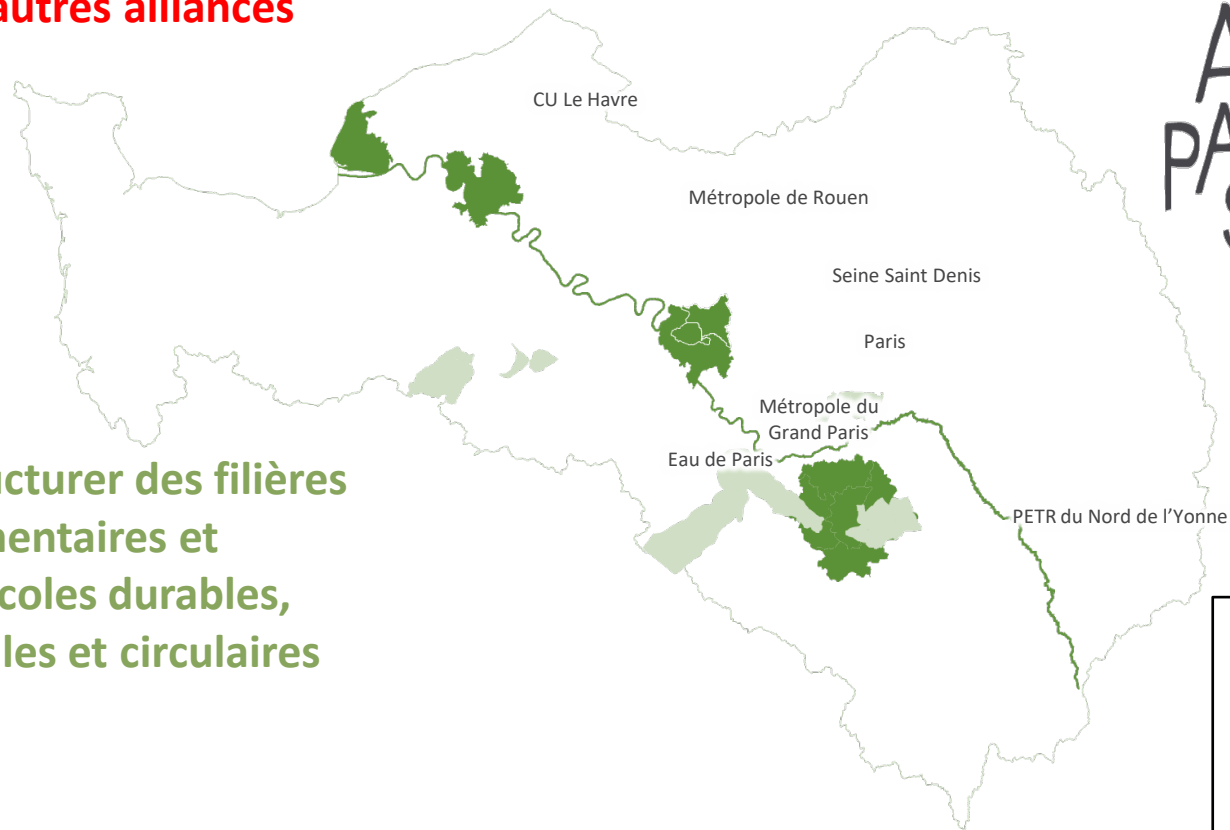 autres alliances
CU Le Havre
Métropole de Rouen
Seine Saint Denis
Paris
Métropole du
Grand Paris
Eau de Paris
PETR du Nord de l’Yonne
ucturer des filières
nentaires et
coles durables,
les et circulaires